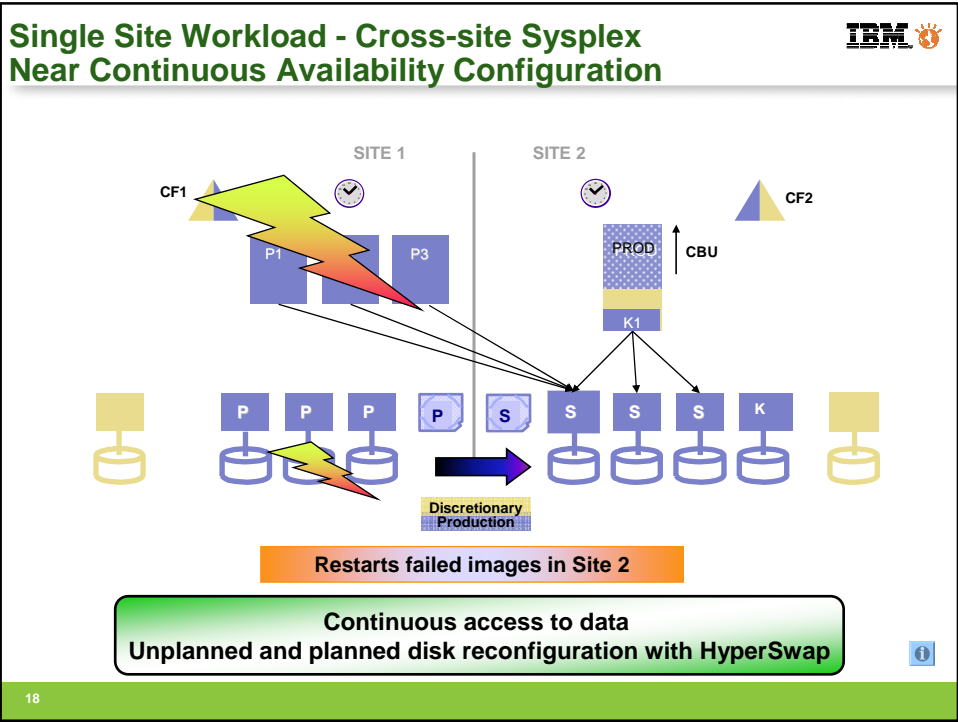 Single Site Workload - Cross-site Sysplex
Near Continuous Availability Configuration
IBM
SITE 1
SITE 2
CF1
CF2
P1
P3
PROD
CBU
K1
P
P
P
P
S
S
S
S
K
Discretionary
Production
Restarts failed images in Site 2
Continuous access to data
Unplanned and planned disk reconfiguration with HyperSwap
i
18